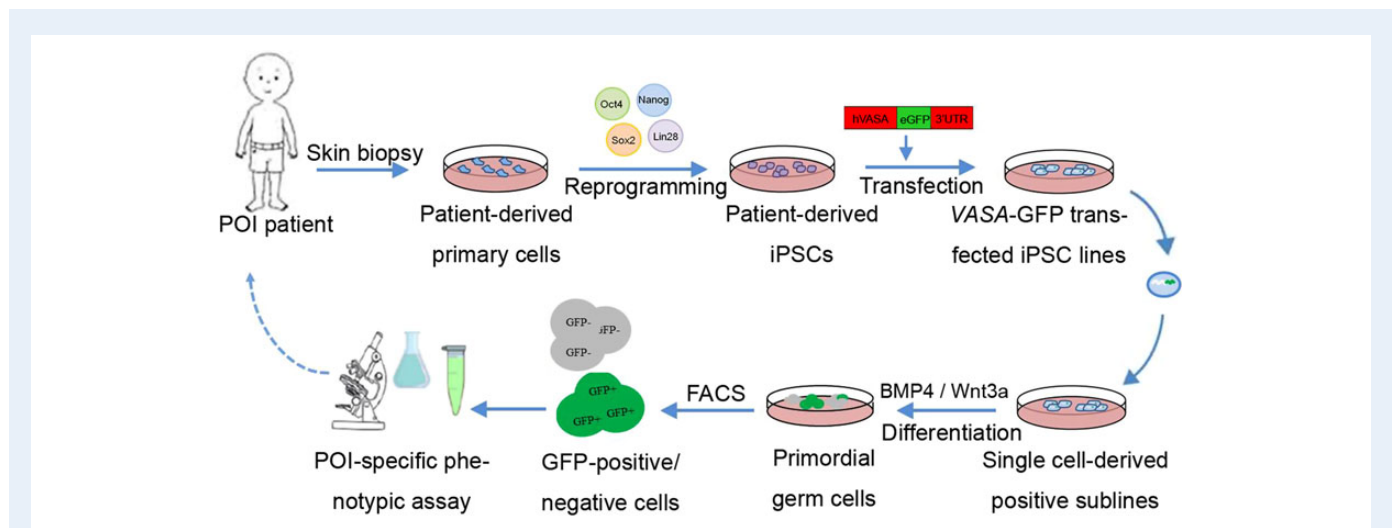 Oct4
Nanog
Sox2
Lin28
hVASA eGFP 3'UTR
Skin biopsy
Reprogramming
Transfection
POI patient
Patient-derived
primary cells
Patient-derived
iPSCs
VASA-GFP trans-
fected iPSC lines
BMP4 / Wnt3a
Differentiation
Single cell-derived
positive sublines
Primordial
germ cells
FACS
GFP-
GFP-
GFP-
GFP+
GFP+
GFP+
GFP-positive/
negative cells
POI-specific phe-
notypic assay